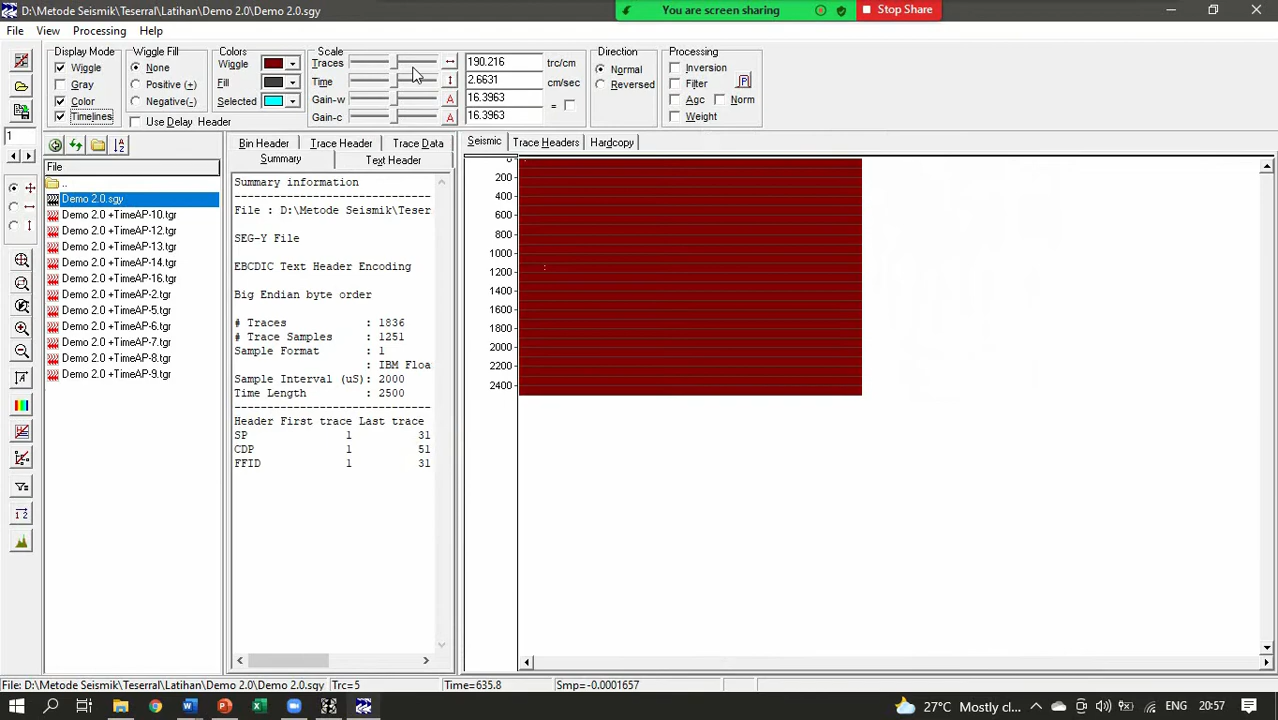 D:\Metode Seismik\Teserral\Latihan\Demo 2.0\Demo 2.0.sgy
You are screen sharing
Stop Share
File View Processing Help
Display Mode
Wiggle
Gray
Color
Timelines
Wiggle Fill
None
Positive (+)
Negative(-)
Use Delay Header
Colors
Wiggle
Fill
Selected
Scale
Traces
Time
Gain-w
Gain-c
A
A
190.216 trc/cm
2.6631 cm/sec
16.3963
16.3963
=
Direction
Normal
Reversed
Processing
Inversion
Filter
Agc Norm
Weight
1
File
..
Demo 2.0.sgy
Demo 2.0 +TimeAP-10.tgr
Demo 2.0 +TimeAP-12.tgr
Demo 2.0 +TimeAP-13.tgr
Demo 2.0 +TimeAP-14.tgr
Demo 2.0 +TimeAP-16.tgr
Demo 2.0 +TimeAP-2.tgr
Demo 2.0 +TimeAP-5.tgr
Demo 2.0 +TimeAP-6.tgr
Demo 2.0 +TimeAP-7.tgr
Demo 2.0 +TimeAP-8.tgr
Demo 2.0 +TimeAP-9.tgr
Bin Header Trace Header Trace Data
Summary Text Header
Summary information
File : D:\Metode Seismik\Teser
SEG-Y File
EBCDIC Text Header Encoding
Big Endian byte order
# Traces : 1836
# Trace Samples : 1251
Sample Format : 1
: IBM Floa
Sample Interval (uS): 2000
Time Length : 2500
Header First trace Last trace
SP 1 31
CDP 1 51
FFID 1 31
Seismic Trace Headers Hardcopy
0
200
400
600
800
1000
1200
1400
1600
1800
2000
2200
2400
File: D:\Metode Seismik\Teserral\Latihan\Demo 2.0\Demo 2.0.sgy Trc=5 Time=635.8 Smp=-0.0001657
27°C Mostly cl... ENG 20:57